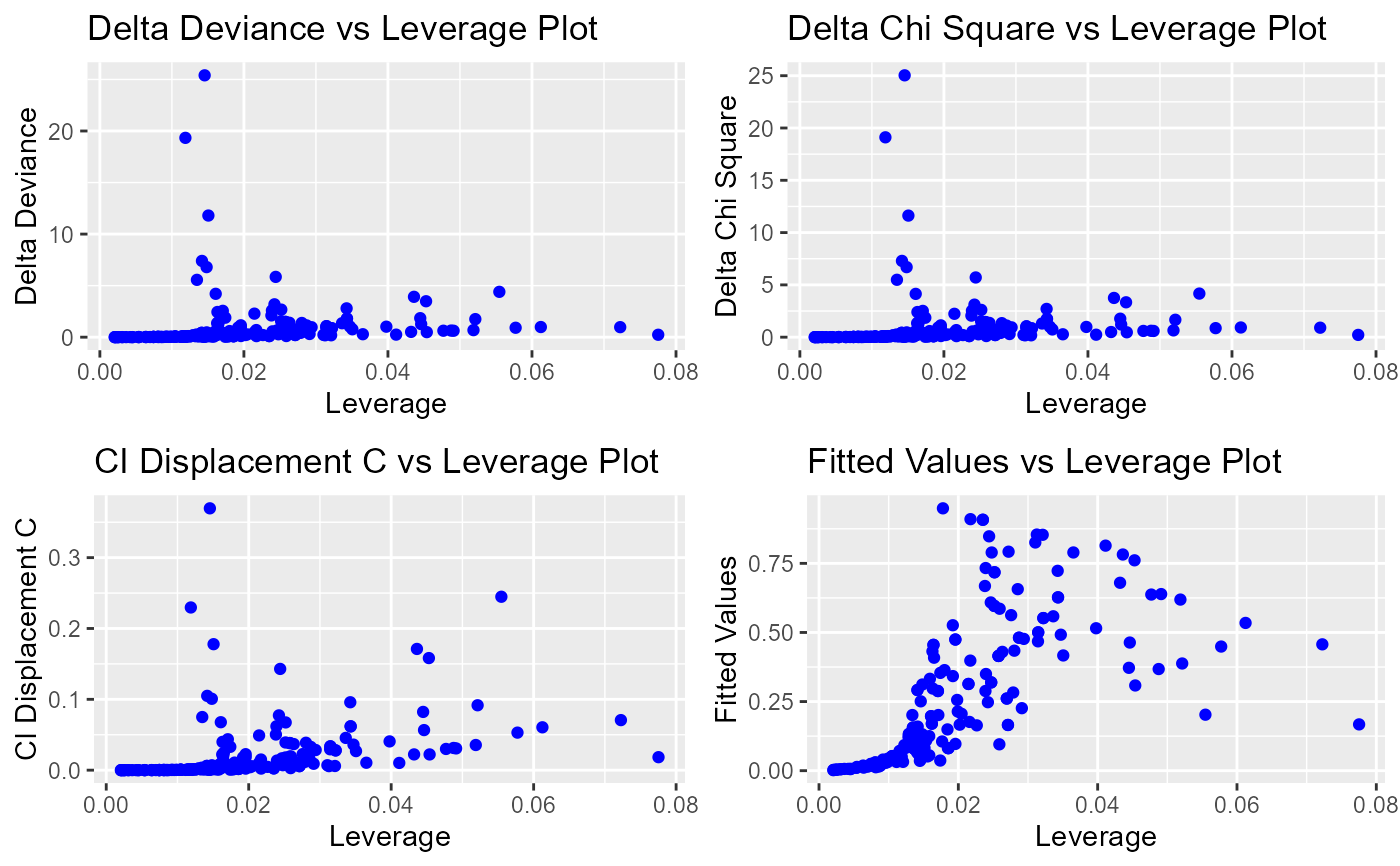 Delta Deviance vs Leverage Plot
Delta Deviance
20
10
0
0.00 0.02 0.04 0.06 0.08
Leverage
Delta Chi Square vs Leverage Plot
Delta Chi Square
25
20
15
10
5
0
0.00 0.02 0.04 0.06 0.08
Leverage
CI Displacement C vs Leverage Plot
CI Displacement C
0.3
0.2
0.1
0.0
0.00 0.02 0.04 0.06 0.08
Leverage
Fitted Values vs Leverage Plot
Fitted Values
0.75
0.50
0.25
0.00
0.00 0.02 0.04 0.06 0.08
Leverage